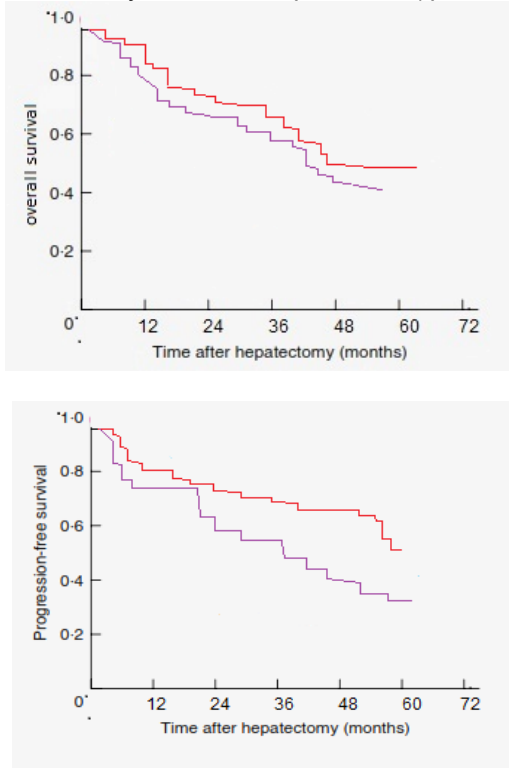 1·0
0·8
0·6
0·4
0·2
0
overall survival
12 24 36 48 60 72
Time after hepatectomy (months)
1·0
0·8
0·6
0·4
0·2
0
Progression-free survival
12 24 36 48 60 72
Time after hepatectomy (months)